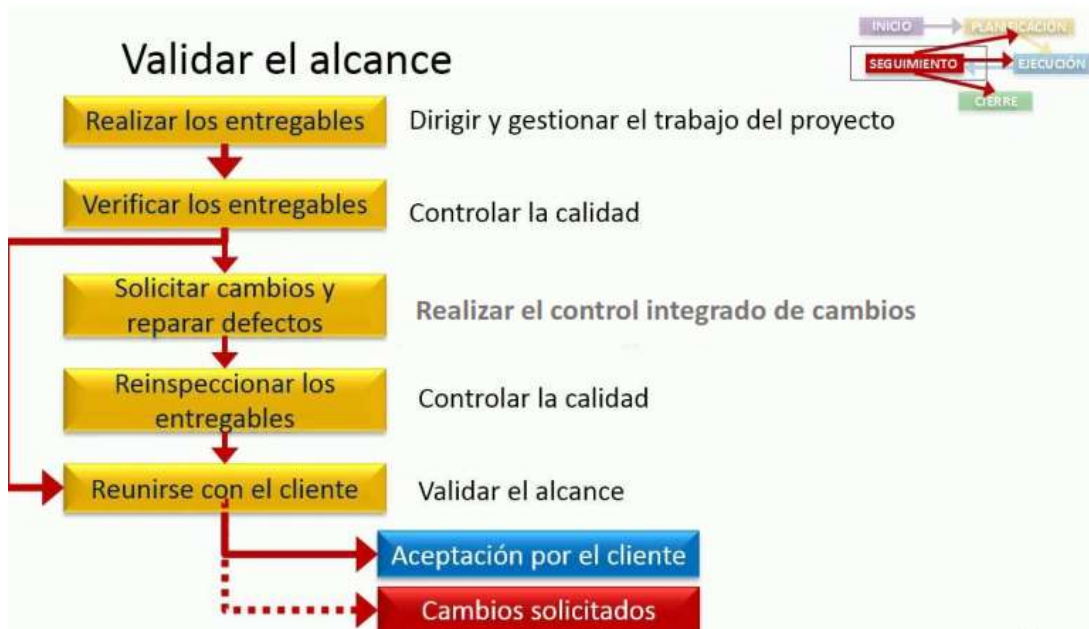 INICIO
PLANIFICACIÓN
Validar el alcance
SEGUIMIENTO
EJECUCIÓN
CIERRE
Realizar los entregables
Dirigir y gestionar el trabajo del proyecto
Verificar los entregables
Controlar la calidad
Solicitar cambios y
reparar defectos
Realizar el control integrado de cambios
Reinspeccionar los
entregables
Controlar la calidad
Reunirse con el cliente
Validar el alcance
Aceptación por el cliente
Cambios solicitados